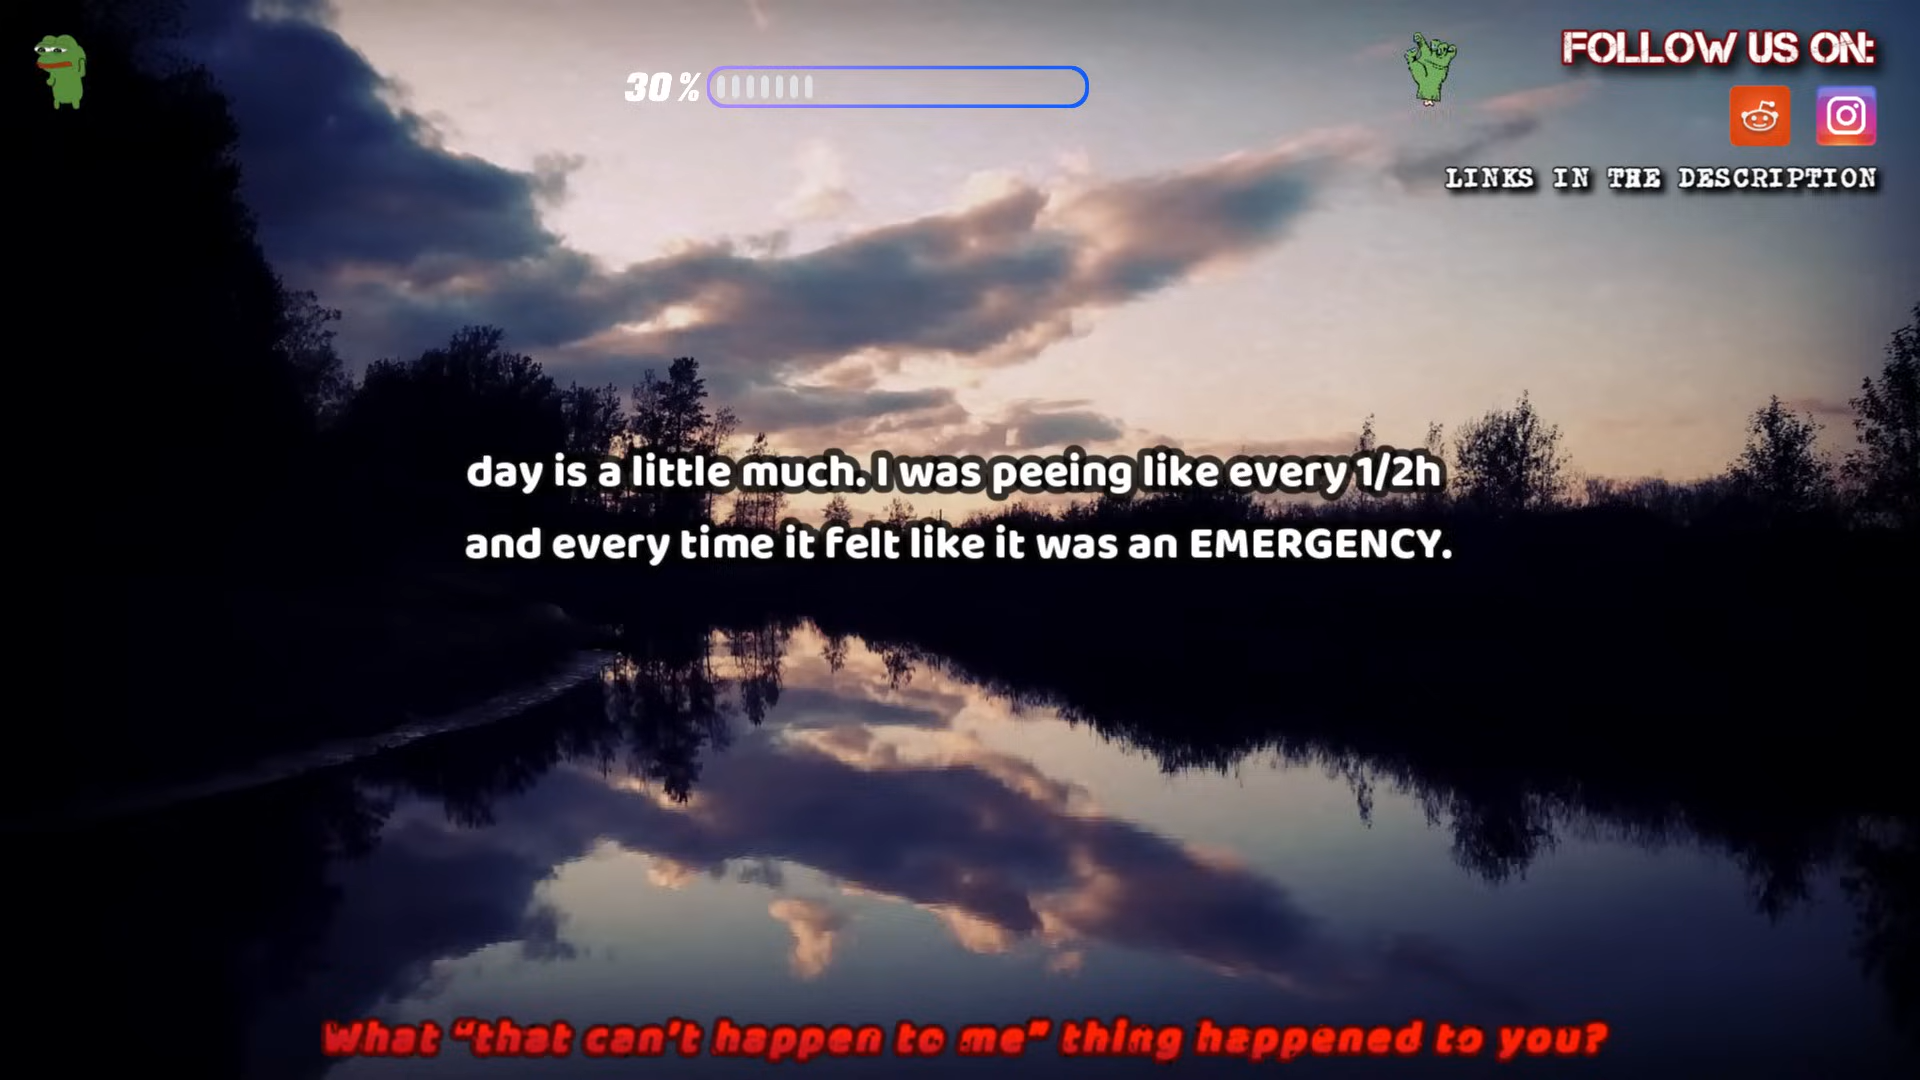 30%
FOLLOW US ON:
LINKS IN THE DESCRIPTION
day is a little much. I was peeing like every 1/2h
and every time it felt like it was an EMERGENCY.
What “that can't happen to me” thing happened to you?